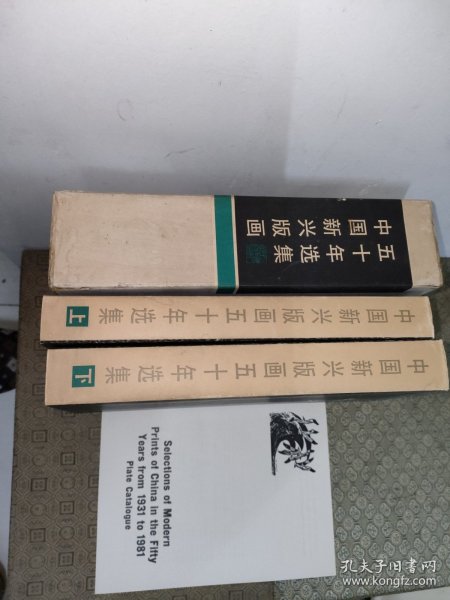 中国新兴版画
五十年选集
中国新兴版画五十年选集
上
中国新兴版画五十年选集
下
Selections of Modern
Prints of China in the Fifty
Years from 1931 to 1981
Plate Catalogue
孔夫子旧书网
www.kongfz.com